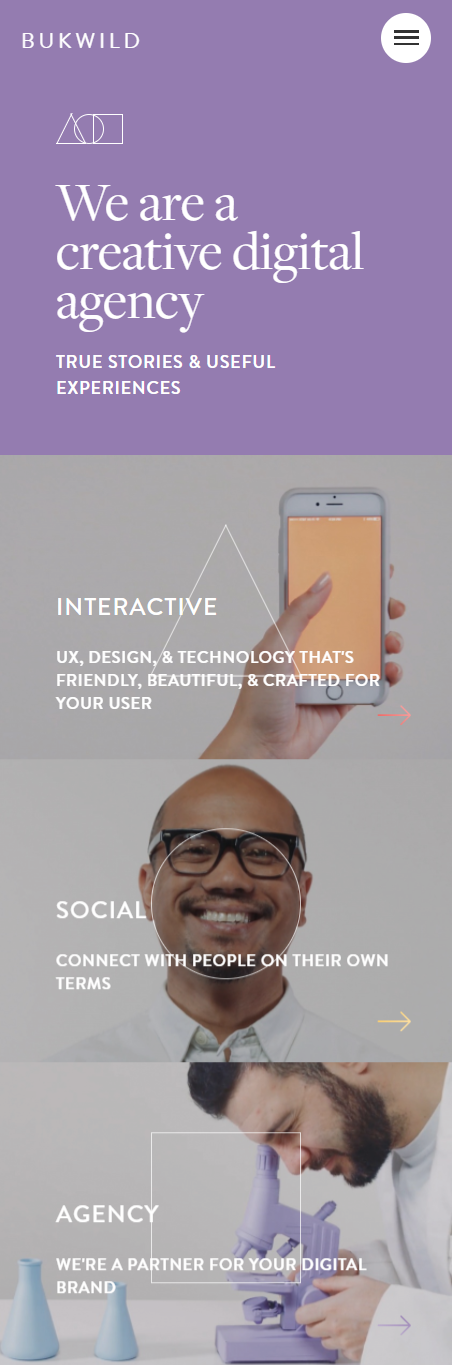 BUKWILD
We are a
creative digital
agency
TRUE STORIES & USEFUL
EXPERIENCES
INTERACTIVE
UX, DESIGN, & TECHNOLOGY THAT'S
FRIENDLY, BEAUTIFUL, & CRAFTED FOR
YOUR USER
SOCIAL
CONNECT WITH PEOPLE ON THEIR OWN
TERMS
AGENCY
WE'RE A PARTNER FOR YOUR DIGITAL
BRAND